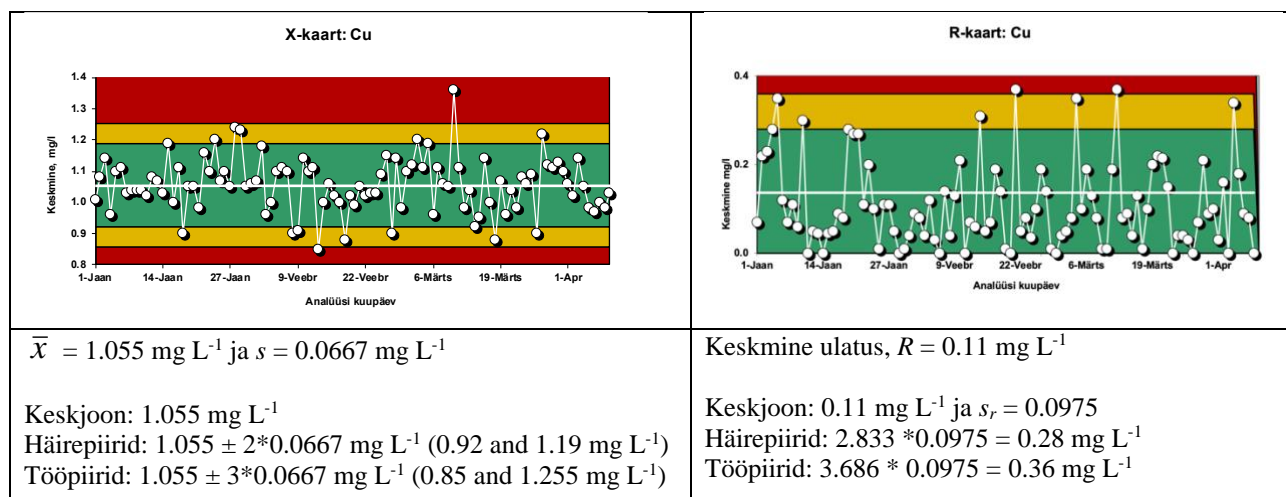 X-kaart: Cu
Keskmine, mg/l
1.4
1.3
1.2
1.1
1.0
0.9
0.8
1-Jaan 14-Jaan 27-Jaan 9-Veebr 22-Veebr 6-Märts 19-Märts 1-Apr
Analüüsi kuupäev
R-kaart: Cu
Keskmine mg/l
0.4
0.2
0.0
1-Jaan 14-Jaan 27-Jaan 9-Veebr 22-Veebr 6-Märts 19-Märts 1-Apr
Analüüsi kuupäev
x̅ = 1.055 mg L⁻¹ ja s = 0.0667 mg L⁻¹
Keskjoon: 1.055 mg L⁻¹
Häirepiirid: 1.055 ± 2*0.0667 mg L⁻¹ (0.92 and 1.19 mg L⁻¹)
Tööpiirid: 1.055 ± 3*0.0667 mg L⁻¹ (0.85 and 1.255 mg L⁻¹)
Keskmine ulatus, R = 0.11 mg L⁻¹
Keskjoon: 0.11 mg L⁻¹ ja sᵣ = 0.0975
Häirepiirid: 2.833 *0.0975 = 0.28 mg L⁻¹
Tööpiirid: 3.686 * 0.0975 = 0.36 mg L⁻¹